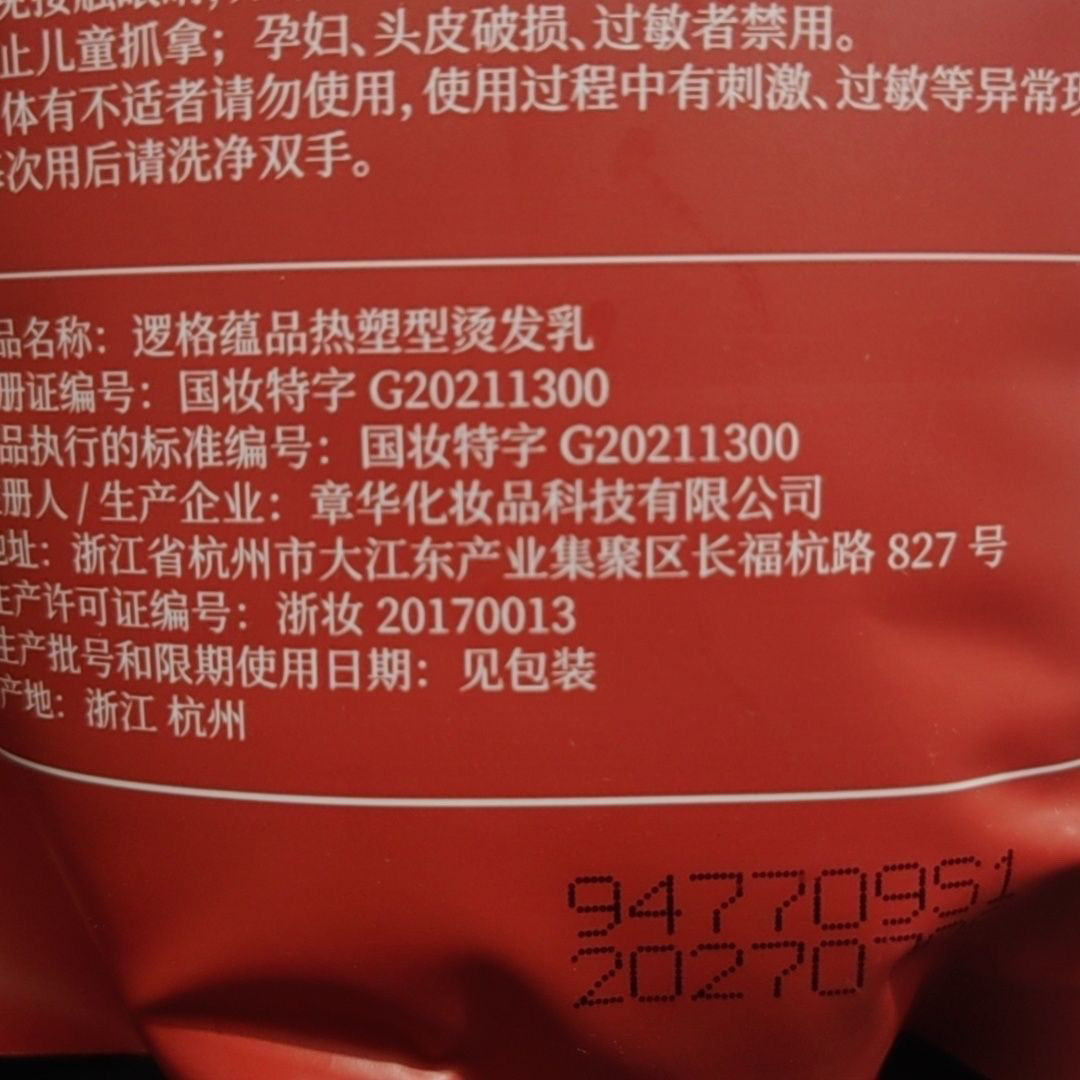 止儿童抓拿；孕妇、头皮破损、过敏者禁用。
体有不适者请勿使用，使用过程中有刺激、过敏等异常现
次用后请洗净双手。
品名称：逻格蕴品热塑型烫发乳
册证编号：国妆特字 G20211300
品执行的标准编号：国妆特字 G20211300
册人 / 生产企业：章华化妆品科技有限公司
地址：浙江省杭州市大江东产业集聚区长福杭路 827 号
生产许可证编号：浙妆 20170013
生产批号和限期使用日期：见包装
产地：浙江 杭州
947709S1
20270